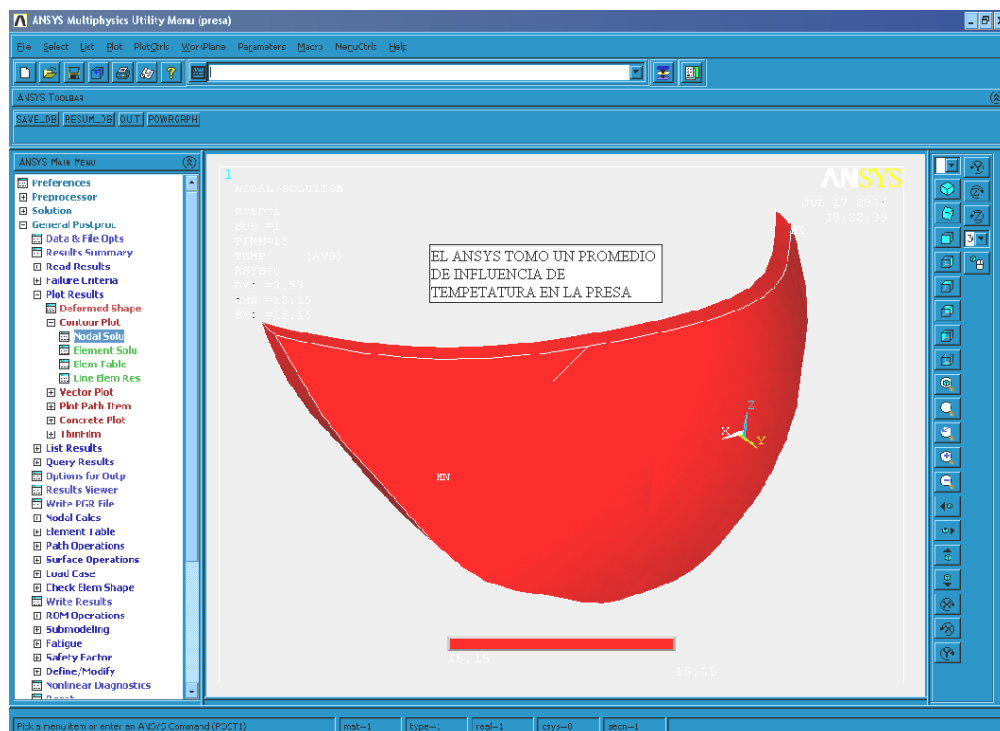 ANSYS Multiphysics Utility Menu (presa)
File Select List Plot PlotCtrls WorkPlane Parameters Macro MenuCtrls Help
ANSYS TOOLBAR
SAVE_DB RESUM_DB QUIT POWRGRPH
ANSYS MAIN MENU
Preferences
Preprocessor
Solution
General Postproc
Data & File Opts
Results Summary
Read Results
Failure Criteria
Plot Results
Deformed Shape
Contour Plot
Nodal Solu
Element Solu
Elem Table
Line Elem Res
Vector Plot
Plot Path Item
Concrete Plot
ThinFilm
List Results
Query Results
Options for Outp
Results Viewer
Write PGR File
Nodal Calcs
Element Table
Path Operations
Surface Operations
Load Case
Check Elem Shape
Write Results
ROM Operations
Submodeling
Fatigue
Safety Factor
Define/Modify
Nonlinear Diagnostics
1
NODAL SOLUTION
STEP=1
SUB =1
TIME=15
TEMP (AVG)
RSYS=0
SMN =15.15
SMX =15.15
ANSYS
JUL 17
18:22:39
EL ANSYS TOMO UN PROMEDIO
DE INFLUENCIA DE
TEMPETATURA EN LA PRESA
MX
Z
X
Y
MN
15.15
15.15
3
Pick a menu item or enter an ANSYS Command (POST1)
mat=1
type=1
real=1
csys=0
secn=1